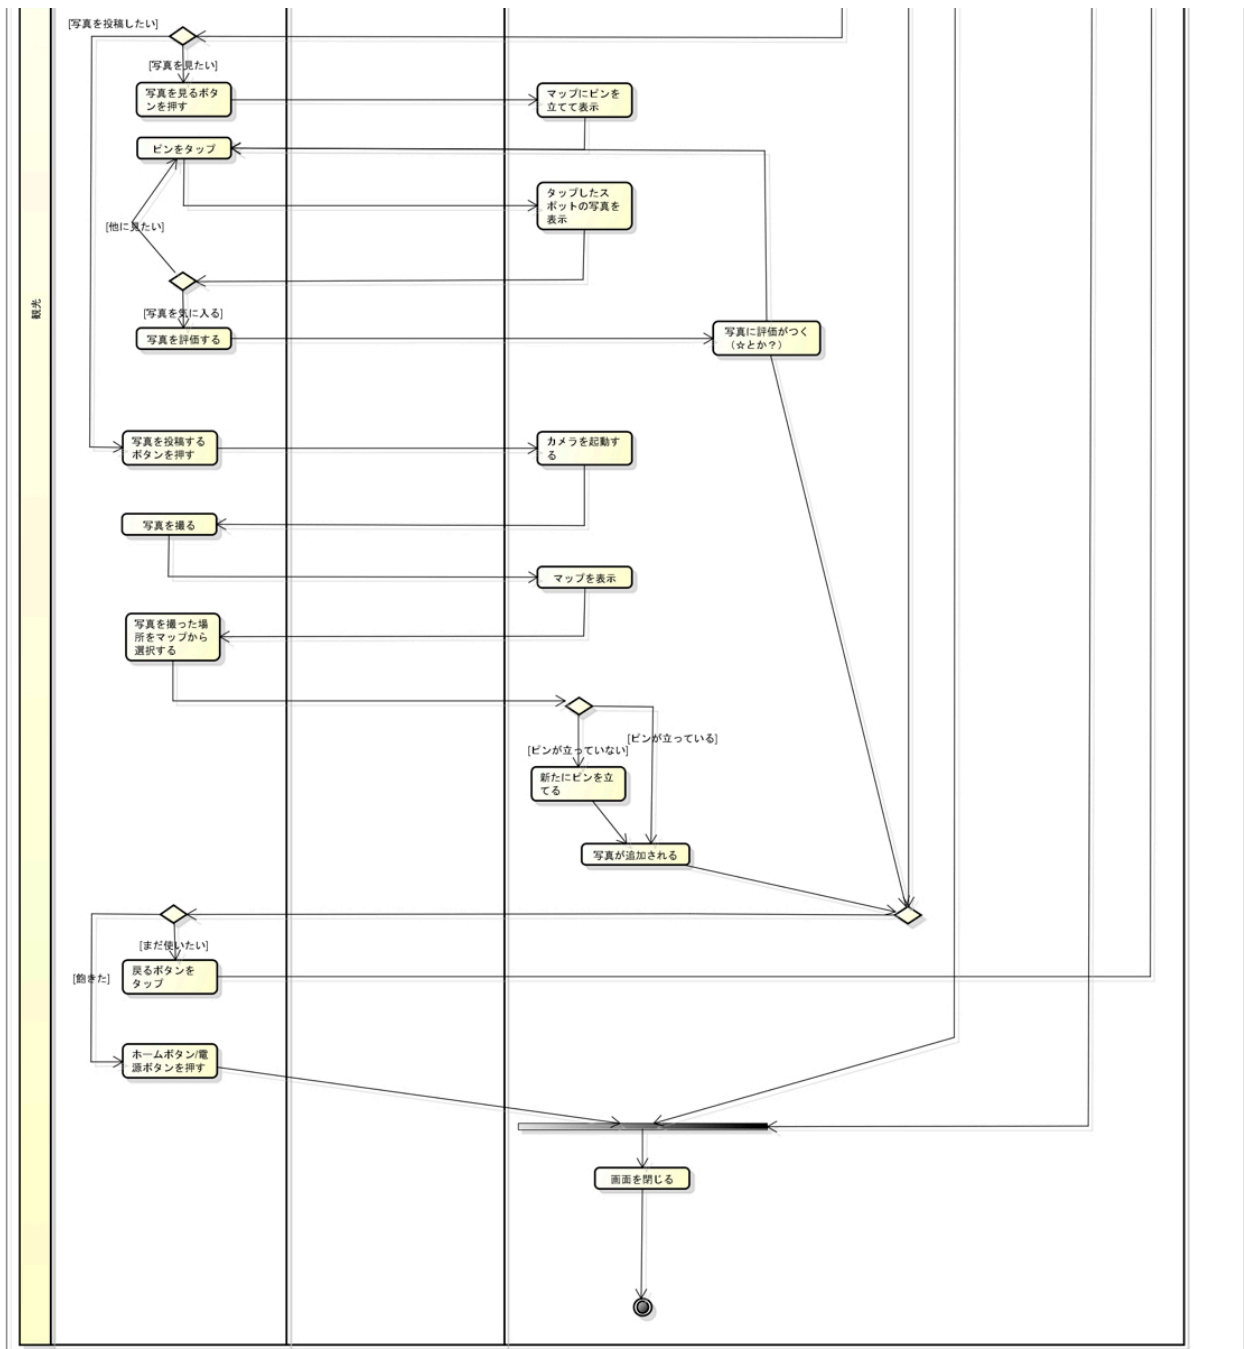 [写真を投稿したい]
[写真を見たい]
写真を見るボタ
ンを押す
マップにピンを
立てて表示
ピンをタップ
タップしたス
ポットの写真を
表示
[他に見たい]
観光
[写真を気に入る]
写真を評価する
写真に評価がつく
（☆とか？）
写真を投稿する
ボタンを押す
カメラを起動す
る
写真を撮る
マップを表示
写真を撮った場
所をマップから
選択する
[ピンが立っている]
[ピンが立っていない]
新たにピンを立
てる
写真が追加される
[まだ使いたい]
戻るボタンを
タップ
[飽きた]
ホームボタン/電
源ボタンを押す
画面を閉じる